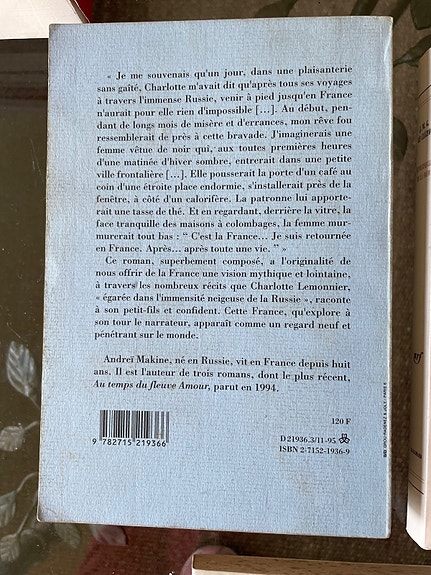 « Je me souvenais qu'un jour, dans une plaisanterie
sans gaîté, Charlotte m'avait dit qu'après tous ses voyages
à travers l'immense Russie, venir à pied jusqu'en France
n'aurait pour elle rien d'impossible [...]. Au début, pen-
dant de longs mois de misère et d'errances, mon rêve fou
ressemblerait de près à cette bravade. J'imaginerais une
femme vêtue de noir qui, aux toutes premières heures
d'une matinée d'hiver sombre, entrerait dans une petite
ville frontalière [...]. Elle pousserait la porte d'un café au
coin d'une étroite place endormie, s'installerait près de la
fenêtre, à côté d'un calorifère. La patronne lui apporte-
rait une tasse de thé. Et en regardant, derrière la vitre, la
face tranquille des maisons à colombages, la femme mur-
murerait tout bas : “ C'est la France... Je suis retournée
en France. Après... après toute une vie. ” »
Ce roman, superbement composé, a l'originalité de
nous offrir de la France une vision mythique et lointaine,
à travers les nombreux récits que Charlotte Lemonnier,
« égarée dans l'immensité neigeuse de la Russie », raconte
à son petit-fils et confident. Cette France, qu'explore à
son tour le narrateur, apparaît comme un regard neuf et
pénétrant sur le monde.
Andreï Makine, né en Russie, vit en France depuis huit
ans. Il est l'auteur de trois romans, dont le plus récent,
Au temps du fleuve Amour, parut en 1994.
120 F
D 21936.3/11-95
ISBN 2-7152-1936-9
9 782715 219366